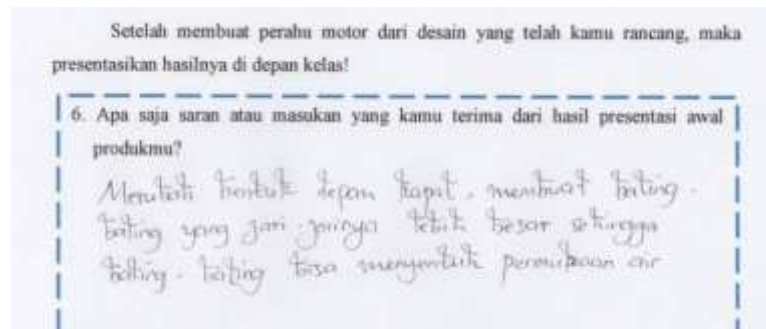 Setelah membuat perahu motor dari desain yang telah kamu rancang, maka
presentasikan hasilnya di depan kelas!
6. Apa saja saran atau masukan yang kamu terima dari hasil presentasi awal
produkmu?
Merubah bentuk depan kapal, membuat baling-
baling yang jari-jarinya lebih besar sehingga
baling-baling bisa menyentuh permukaan air